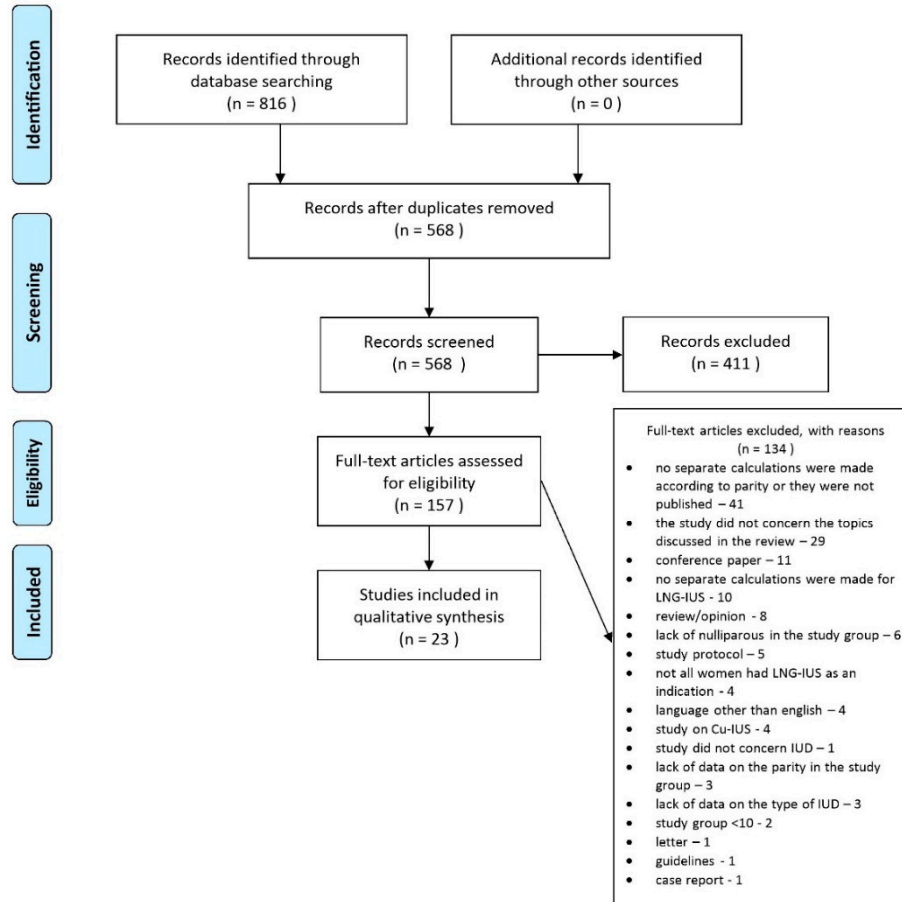 Identification
Records identified through
database searching
(n = 816 )
Additional records identified
through other sources
(n = 0 )
Records after duplicates removed
(n = 568 )
Screening
Records screened
(n = 568 )
Records excluded
(n = 411 )
Eligibility
Full-text articles assessed
for eligibility
(n = 157 )
Full-text articles excluded, with reasons
(n = 134 )
• no separate calculations were made
according to parity or they were not
published – 41
• the study did not concern the topics
discussed in the review – 29
• conference paper – 11
• no separate calculations were made for
LNG-IUS - 10
• review/opinion - 8
• lack of nulliparous in the study group – 6
• study protocol – 5
• not all women had LNG-IUS as an
indication - 4
• language other than english – 4
• study on Cu-IUS - 4
• study did not concern IUD – 1
• lack of data on the parity in the study
group – 3
• lack of data on the type of IUD – 3
• study group <10 - 2
• letter – 1
• guidelines - 1
• case report - 1
Included
Studies included in
qualitative synthesis
(n = 23 )